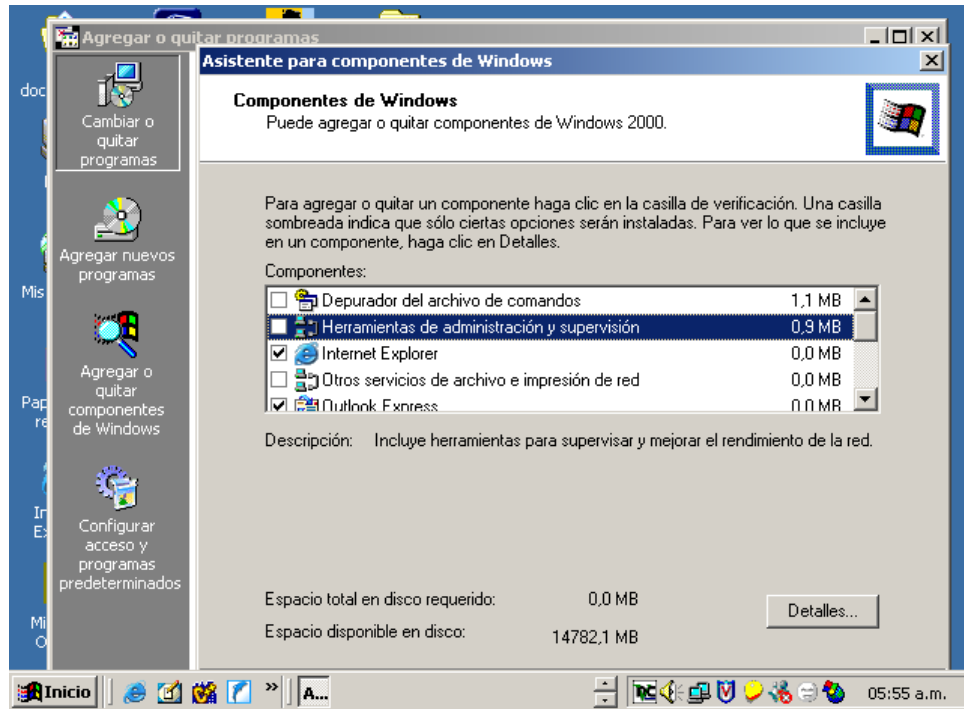 Agregar o quitar programas
Asistente para componentes de Windows
Componentes de Windows
Puede agregar o quitar componentes de Windows 2000.
doc
Cambiar o
quitar
programas
Agregar nuevos
programas
Mis
Agregar o
quitar
componentes
de Windows
Pap
re
Configurar
acceso y
programas
predeterminados
In
Ex
Mi
O
Para agregar o quitar un componente haga clic en la casilla de verificación. Una casilla
sombreada indica que sólo ciertas opciones serán instaladas. Para ver lo que se incluye
en un componente, haga clic en Detalles.
Componentes:
Depurador del archivo de comandos 1,1 MB
Herramientas de administración y supervisión 0,9 MB
Internet Explorer 0,0 MB
Otros servicios de archivo e impresión de red 0,0 MB
Outlook Express 0,0 MB
Descripción: Incluye herramientas para supervisar y mejorar el rendimiento de la red.
Espacio total en disco requerido: 0,0 MB
Espacio disponible en disco: 14782,1 MB
Detalles...
Inicio
A...
05:55 a.m.